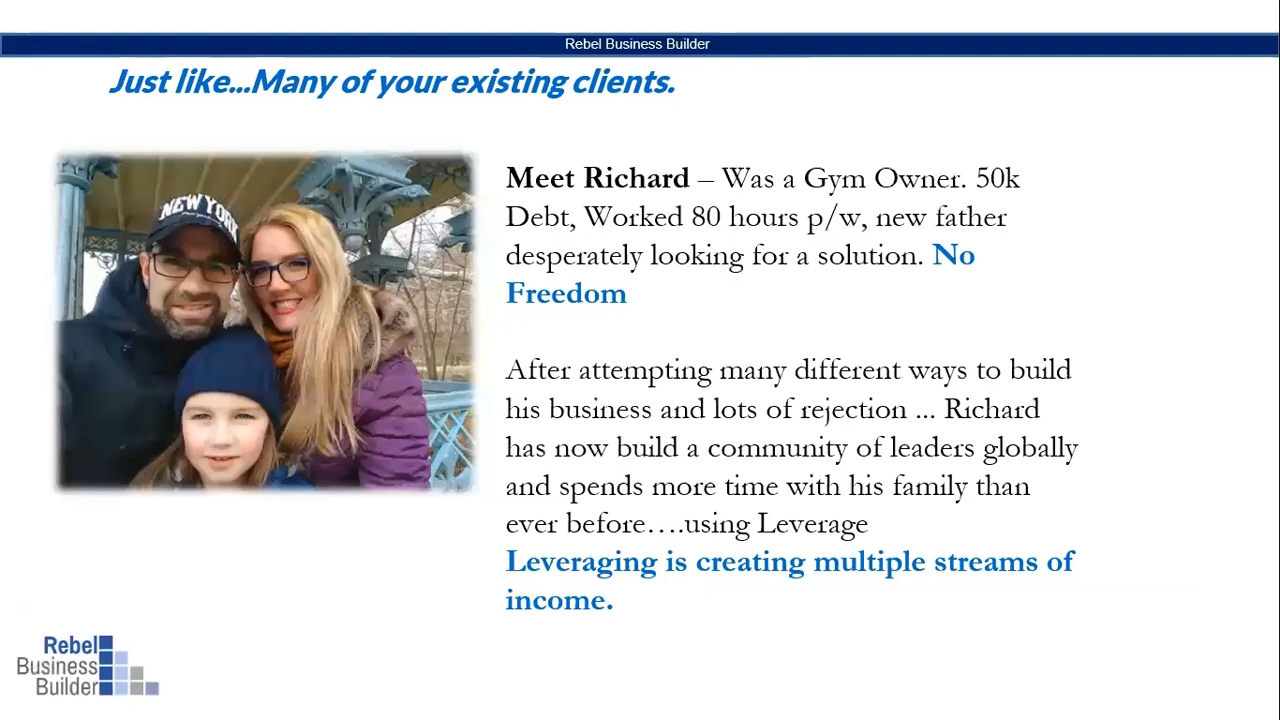 Rebel Business Builder
Just like...Many of your existing clients.
NEW YORK
Meet Richard – Was a Gym Owner. 50k
Debt, Worked 80 hours p/w, new father
desperately looking for a solution. No
Freedom
After attempting many different ways to build
his business and lots of rejection ... Richard
has now build a community of leaders globally
and spends more time with his family than
ever before….using Leverage
Leveraging is creating multiple streams of
income.
Rebel
Business
Builder